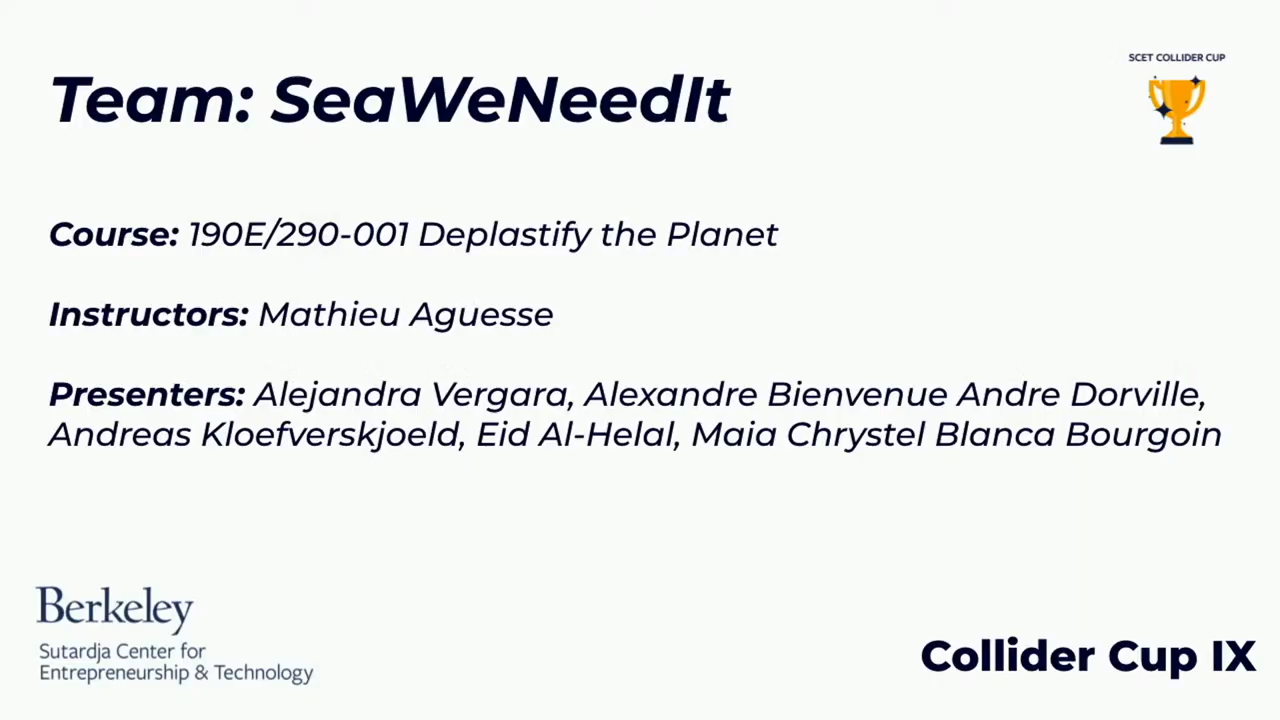 SCET COLLIDER CUP
Team: SeaWeNeedIt
Course: 190E/290-001 Deplastify the Planet
Instructors: Mathieu Aguesse
Presenters: Alejandra Vergara, Alexandre Bienvenue Andre Dorville,
Andreas Kloefverskjoeld, Eid Al-Helal, Maia Chrystel Blanca Bourgoin
Berkeley
Sutardja Center for
Entrepreneurship & Technology
Collider Cup IX